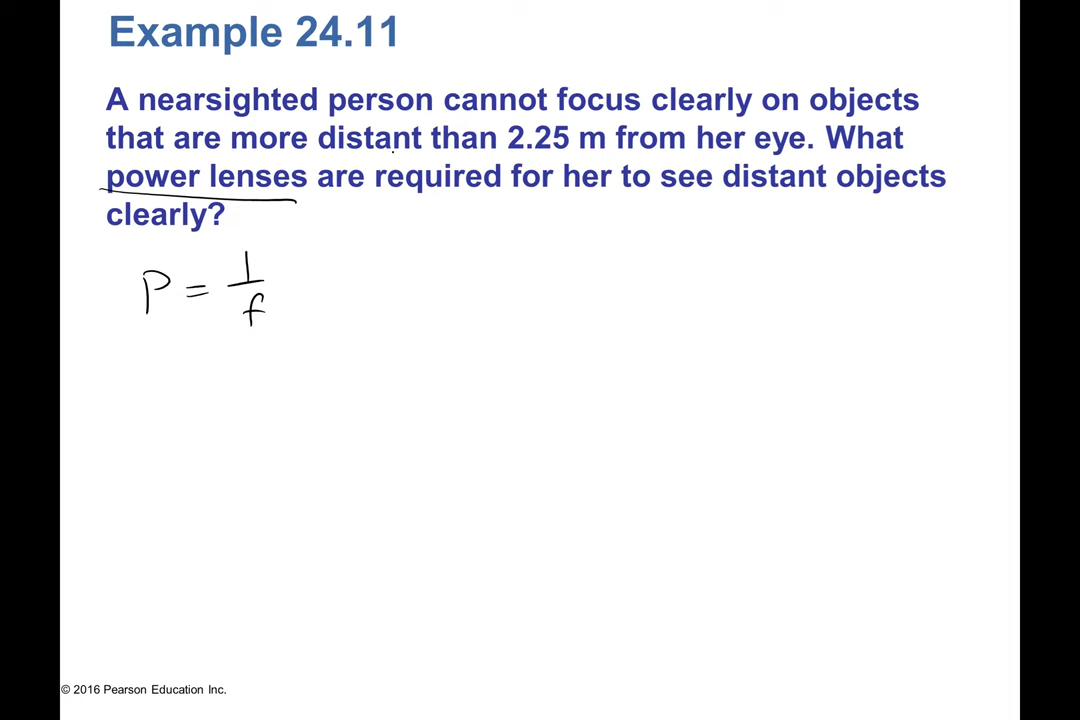 Example 24.11
A nearsighted person cannot focus clearly on objects
that are more distant than 2.25 m from her eye. What
power lenses are required for her to see distant objects
clearly?
P = 1/f
© 2016 Pearson Education Inc.